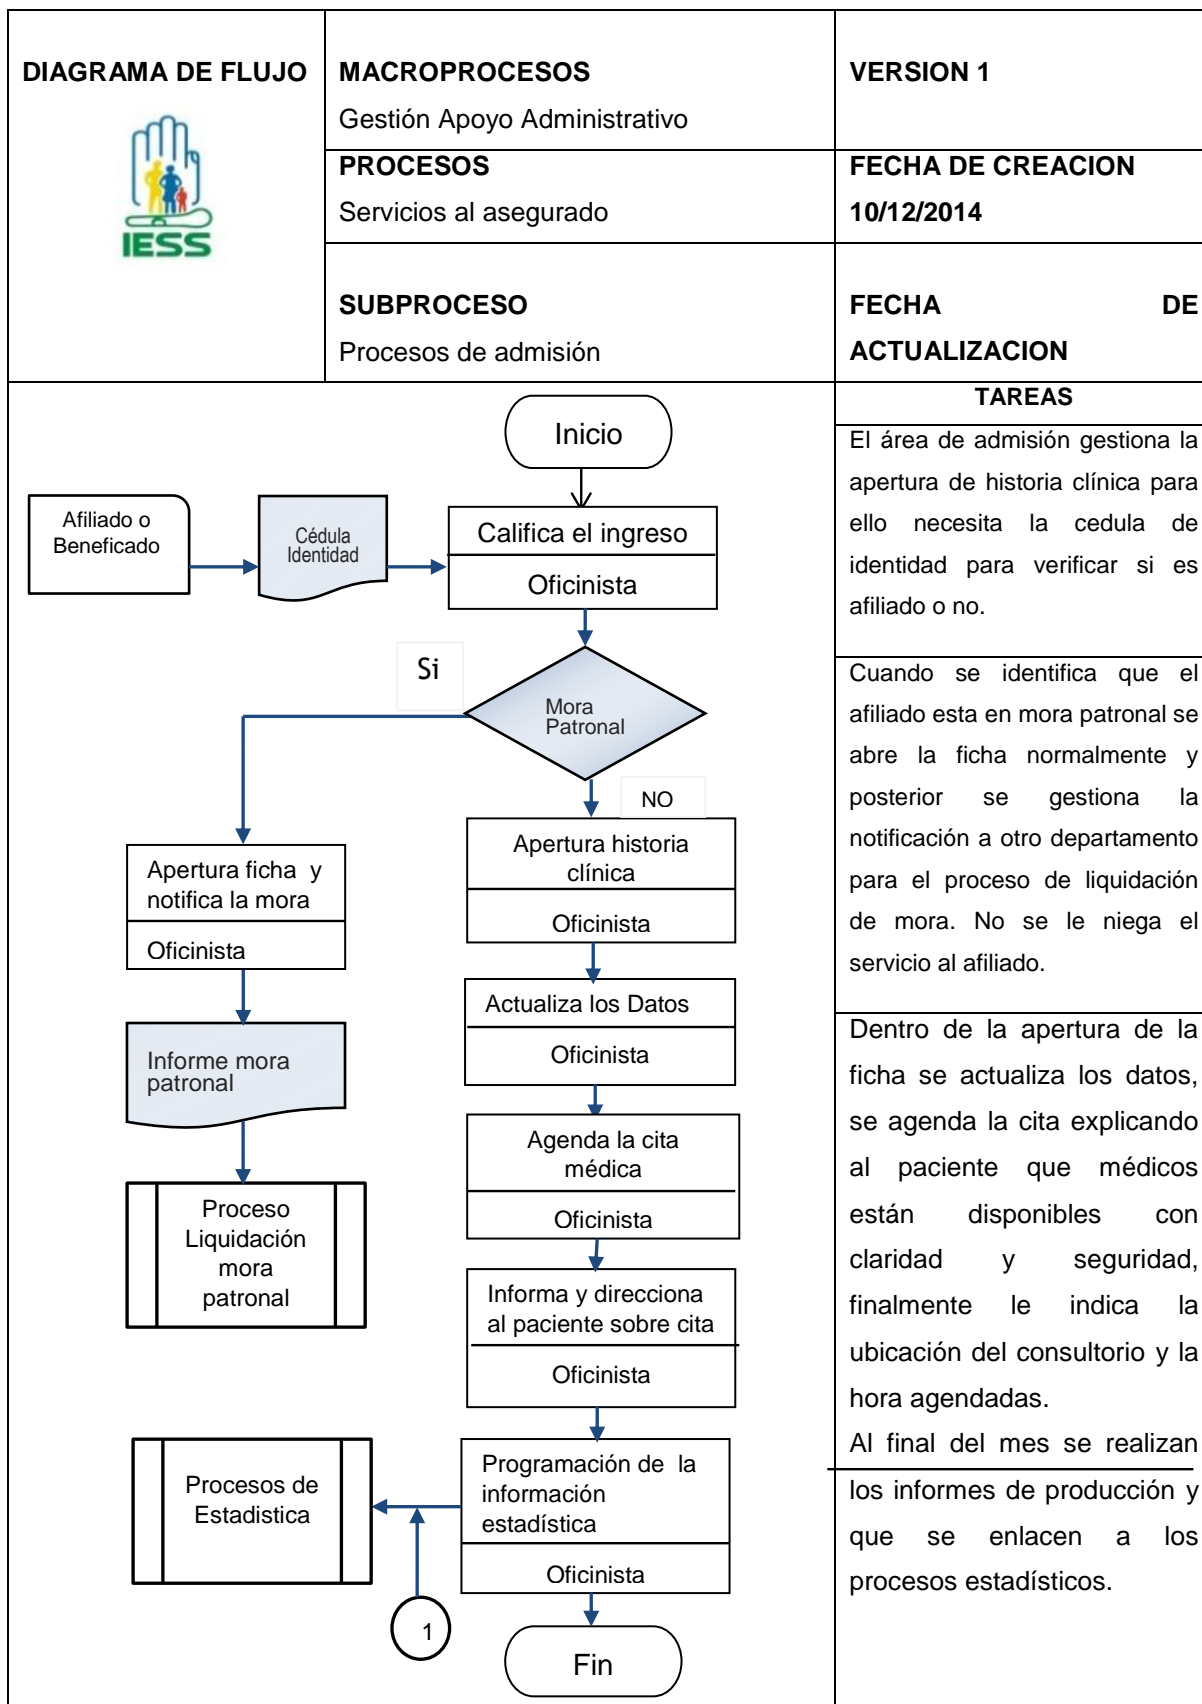 DIAGRAMA DE FLUJO
IESS
MACROPROCESOS
Gestión Apoyo Administrativo
VERSION 1
PROCESOS
Servicios al asegurado
FECHA DE CREACION
10/12/2014
SUBPROCESO
Procesos de admisión
FECHA DE
ACTUALIZACION
Inicio
Afiliado o
Beneficado
Cédula
Identidad
Califica el ingreso
Oficinista
Si
Mora
Patronal
NO
Apertura ficha y
notifica la mora
Oficinista
Informe mora
patronal
Proceso
Liquidación
mora
patronal
Apertura historia
clínica
Oficinista
Actualiza los Datos
Oficinista
Agenda la cita
médica
Oficinista
Informa y direcciona
al paciente sobre cita
Oficinista
Programación de la
información
estadística
Oficinista
Procesos de
Estadistica
1
Fin
TAREAS
El área de admisión gestiona la
apertura de historia clínica para
ello necesita la cedula de
identidad para verificar si es
afiliado o no.
Cuando se identifica que el
afiliado esta en mora patronal se
abre la ficha normalmente y
posterior se gestiona la
notificación a otro departamento
para el proceso de liquidación
de mora. No se le niega el
servicio al afiliado.
Dentro de la apertura de la
ficha se actualiza los datos,
se agenda la cita explicando
al paciente que médicos
están disponibles con
claridad y seguridad,
finalmente le indica la
ubicación del consultorio y la
hora agendadas.
Al final del mes se realizan
los informes de producción y
que se enlacen a los
procesos estadísticos.